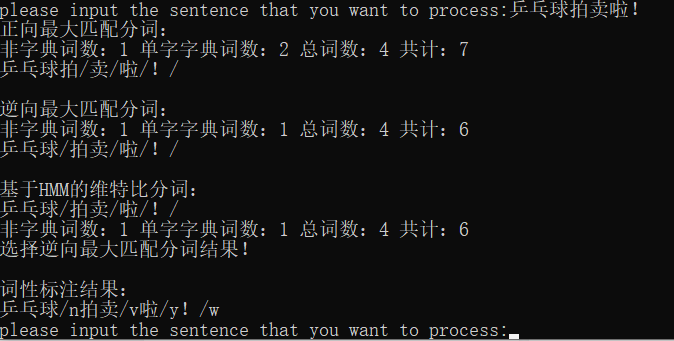 please input the sentence that you want to process:乒乓球拍卖啦!
正向最大匹配分词:
非字典词数: 1 单字字典词数: 2 总词数: 4 共计: 7
乒乓球拍/卖/啦/! /
逆向最大匹配分词:
非字典词数: 1 单字字典词数: 1 总词数: 4 共计: 6
乒乓球/拍卖/啦/! /
基于HMM的维特比分词:
乒乓球/拍卖/啦/! /
非字典词数: 1 单字字典词数: 1 总词数: 4 共计: 6
选择逆向最大匹配分词结果!
词性标注结果:
乒乓球/n拍卖/v啦/y! /w
please input the sentence that you want to process: